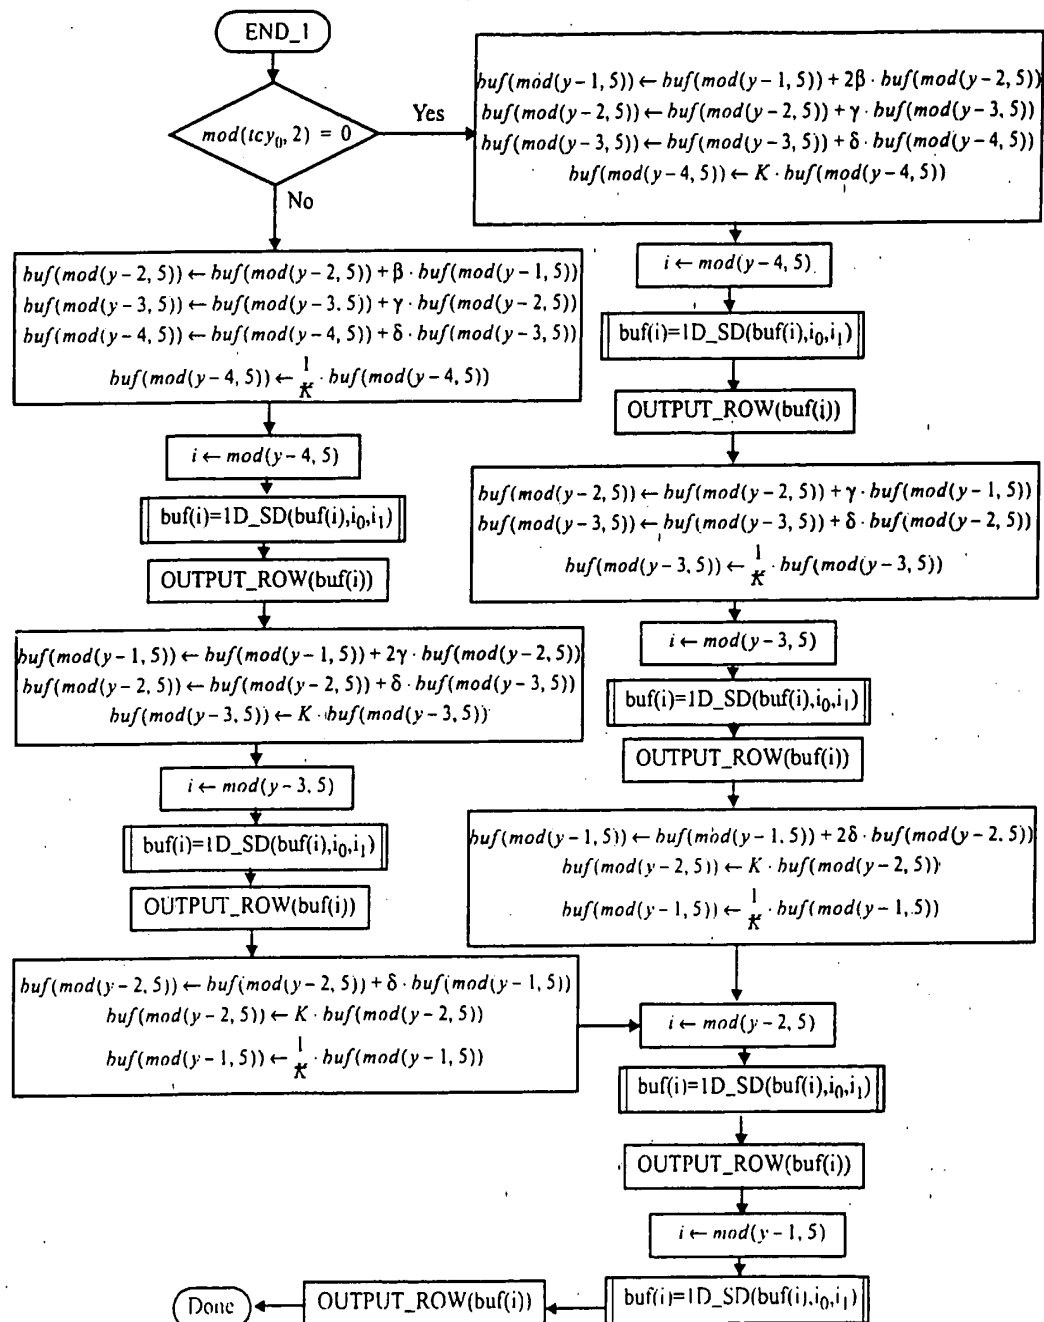 END_1
mod(tcy₀, 2) = 0
Yes
No
buf(mod(y − 1, 5)) ← buf(mod(y − 1, 5)) + 2β · buf(mod(y − 2, 5))
buf(mod(y − 2, 5)) ← buf(mod(y − 2, 5)) + γ · buf(mod(y − 3, 5))
buf(mod(y − 3, 5)) ← buf(mod(y − 3, 5)) + δ · buf(mod(y − 4, 5))
buf(mod(y − 4, 5)) ← K · buf(mod(y − 4, 5))
i ← mod(y − 4, 5)
buf(i)=1D_SD(buf(i),i₀,i₁)
OUTPUT_ROW(buf(i))
buf(mod(y − 2, 5)) ← buf(mod(y − 2, 5)) + γ · buf(mod(y − 1, 5))
buf(mod(y − 3, 5)) ← buf(mod(y − 3, 5)) + δ · buf(mod(y − 2, 5))
buf(mod(y − 3, 5)) ← 1/K · buf(mod(y − 3, 5))
i ← mod(y − 3, 5)
buf(i)=1D_SD(buf(i),i₀,i₁)
OUTPUT_ROW(buf(i))
buf(mod(y − 1, 5)) ← buf(mod(y − 1, 5)) + 2δ · buf(mod(y − 2, 5))
buf(mod(y − 2, 5)) ← K · buf(mod(y − 2, 5))
buf(mod(y − 1, 5)) ← 1/K · buf(mod(y − 1, 5))
buf(mod(y − 2, 5)) ← buf(mod(y − 2, 5)) + β · buf(mod(y − 1, 5))
buf(mod(y − 3, 5)) ← buf(mod(y − 3, 5)) + γ · buf(mod(y − 2, 5))
buf(mod(y − 4, 5)) ← buf(mod(y − 4, 5)) + δ · buf(mod(y − 3, 5))
buf(mod(y − 4, 5)) ← 1/K · buf(mod(y − 4, 5))
i ← mod(y − 4, 5)
buf(i)=1D_SD(buf(i),i₀,i₁)
OUTPUT_ROW(buf(i))
buf(mod(y − 1, 5)) ← buf(mod(y − 1, 5)) + 2γ · buf(mod(y − 2, 5))
buf(mod(y − 2, 5)) ← buf(mod(y − 2, 5)) + δ · buf(mod(y − 3, 5))
buf(mod(y − 3, 5)) ← K · buf(mod(y − 3, 5))
i ← mod(y − 3, 5)
buf(i)=1D_SD(buf(i),i₀,i₁)
OUTPUT_ROW(buf(i))
buf(mod(y − 2, 5)) ← buf(mod(y − 2, 5)) + δ · buf(mod(y − 1, 5))
buf(mod(y − 2, 5)) ← K · buf(mod(y − 2, 5))
buf(mod(y − 1, 5)) ← 1/K · buf(mod(y − 1, 5))
i ← mod(y − 2, 5)
buf(i)=1D_SD(buf(i),i₀,i₁)
OUTPUT_ROW(buf(i))
i ← mod(y − 1, 5)
buf(i)=1D_SD(buf(i),i₀,i₁)
OUTPUT_ROW(buf(i))
Done